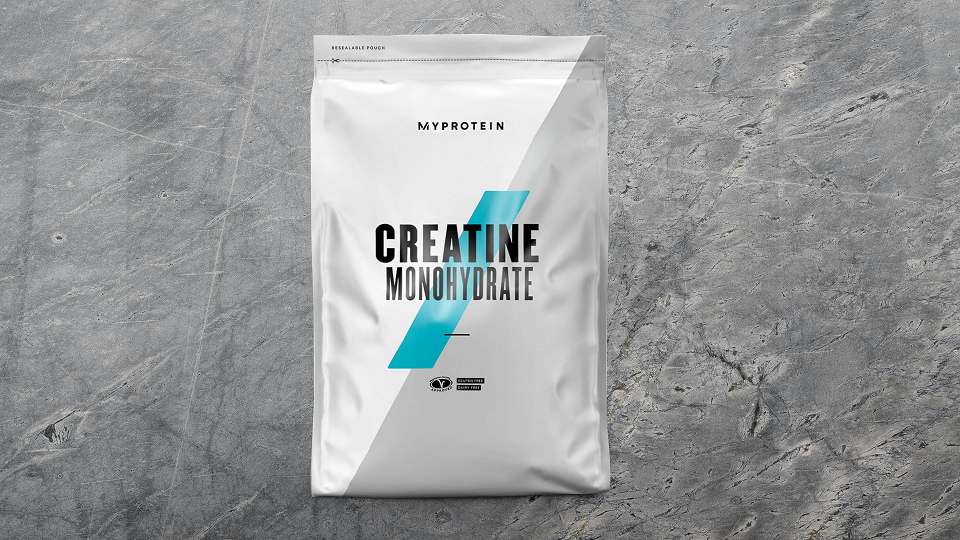 RESEALABLE POUCH
MYPROTEIN
CREATINE
MONOHYDRATE
GLUTEN FREE
DAIRY FREE